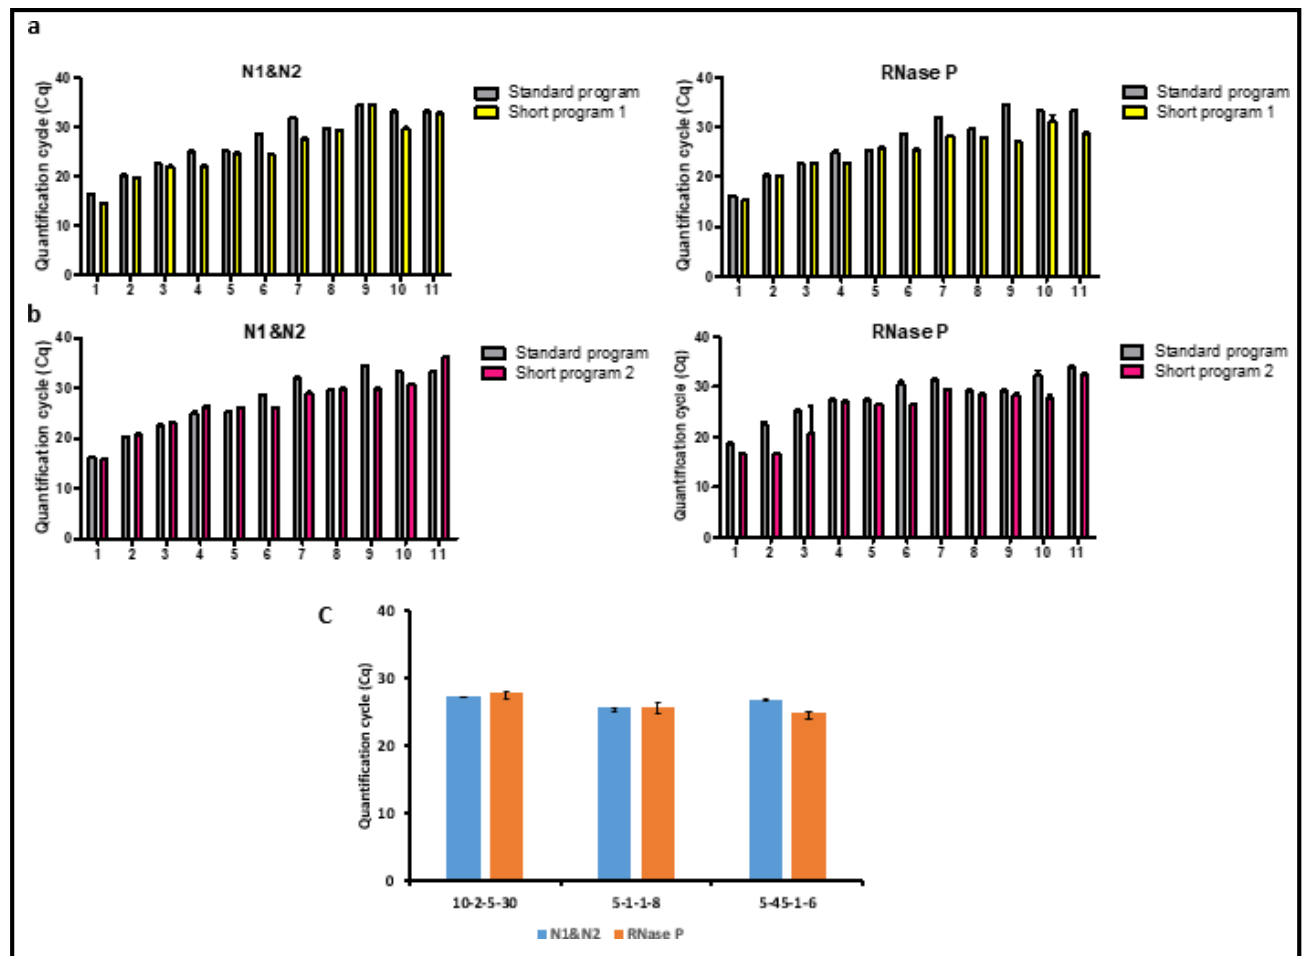 a
N1&N2
RNase P
Standard program
Short program 1
Standard program
Short program 1
Quantification cycle (Cq)
40
30
20
10
0
1 2 3 4 5 6 7 8 9 10 11
Quantification cycle (Cq)
40
30
20
10
0
1 2 3 4 5 6 7 8 9 10 11
b
N1&N2
RNase P
Standard program
Short program 2
Standard program
Short program 2
Quantification cycle (Cq)
40
30
20
10
0
1 2 3 4 5 6 7 8 9 10 11
Quantification cycle (Cq)
40
30
20
10
0
1 2 3 4 5 6 7 8 9 10 11
C
Quantification cycle (Cq)
40
30
20
10
0
10-2-5-30 5-1-1-8 5-45-1-6
N1&N2 RNase P